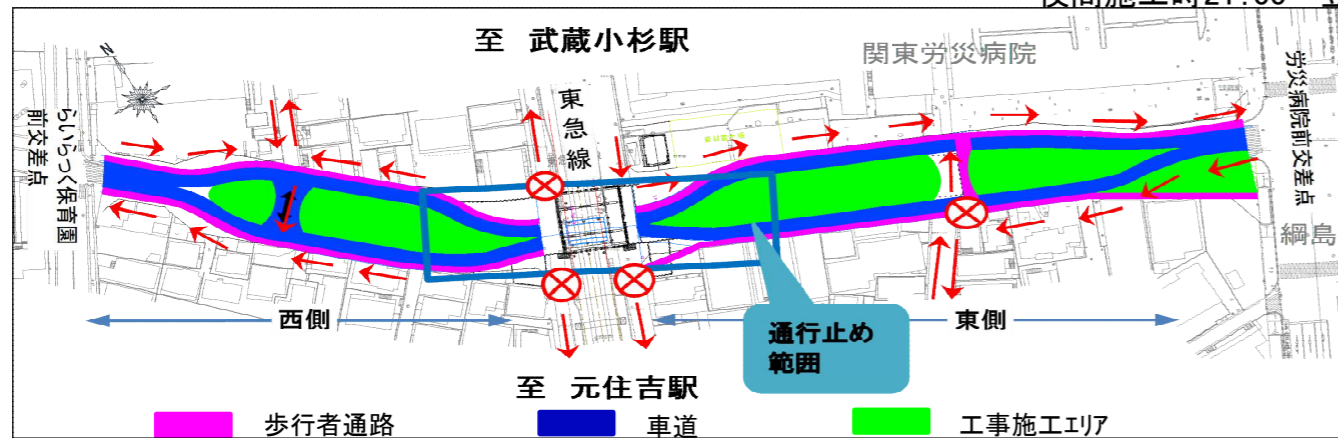 夜間施工時21:00
至 武蔵小杉駅
関東労災病院
労災病院前交差点
らいらっく保育園
前交差点
N
東急線
綱島
西側
東側
通行止め
範囲
至 元住吉駅
歩行者通路
車道
工事施工エリア